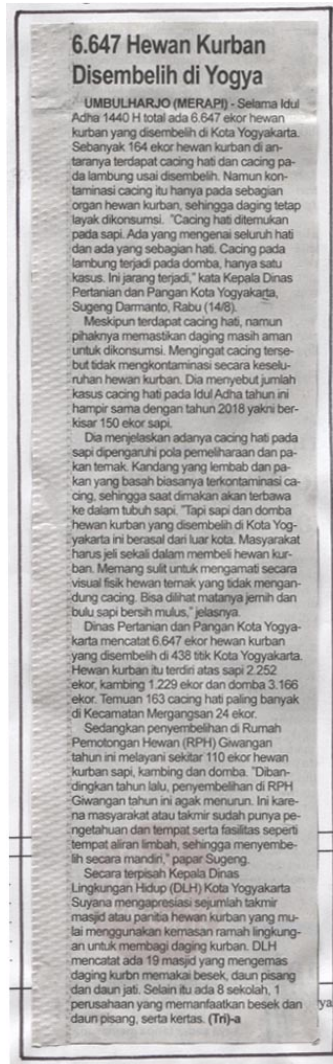 6.647 Hewan Kurban
Disembelih di Yogya
UMBULHARJO (MERAPI) - Selama Idul
Adha 1440 H total ada 6.647 ekor hewan
kurban yang disembelih di Kota Yogyakarta.
Sebanyak 164 ekor hewan kurban di an-
taranya terdapat cacing hati dan cacing pa-
da lambung usai disembelih. Namun kon-
taminasi cacing itu hanya pada sebagian
organ hewan kurban, sehingga daging tetap
layak dikonsumsi. "Cacing hati ditemukan
pada sapi. Ada yang mengenai seluruh hati
dan ada yang sebagian hati. Cacing pada
lambung terjadi pada domba, hanya satu
kasus. Ini jarang terjadi," kata Kepala Dinas
Pertanian dan Pangan Kota Yogyakarta,
Sugeng Darmanto, Rabu (14/8).
Meskipun terdapat cacing hati, namun
pihaknya memastikan daging masih aman
untuk dikonsumsi. Mengingat cacing terse-
but tidak mengkontaminasi secara keselu-
ruhan hewan kurban. Dia menyebut jumlah
kasus cacing hati pada Idul Adha tahun ini
hampir sama dengan tahun 2018 yakni ber-
kisar 150 ekor sapi.
Dia menjelaskan adanya cacing hati pada
sapi dipengaruhi pola pemeliharaan dan pa-
kan ternak. Kandang yang lembab dan pa-
kan yang basah biasanya terkontaminasi ca-
cing, sehingga saat dimakan akan terbawa
ke dalam tubuh sapi. "Tapi sapi dan domba
hewan kurban yang disembelih di Kota Yog-
yakarta ini berasal dari luar kota. Masyarakat
harus jeli sekali dalam membeli hewan kur-
ban. Memang sulit untuk mengamati secara
visual fisik hewan ternak yang tidak mengan-
dung cacing. Bisa dilihat matanya jernih dan
bulu sapi bersih mulus," jelasnya.
Dinas Pertanian dan Pangan Kota Yogya-
karta mencatat 6.647 ekor hewan kurban
yang disembelih di 438 titik Kota Yogyakarta.
Hewan kurban itu terdiri atas sapi 2.252
ekor, kambing 1.229 ekor dan domba 3.166
ekor. Temuan 163 cacing hati paling banyak
di Kecamatan Mergangsan 24 ekor.
Sedangkan penyembelihan di Rumah
Pemotongan Hewan (RPH) Giwangan
tahun ini melayani sekitar 110 ekor hewan
kurban sapi, kambing dan domba. "Diban-
dingkan tahun lalu, penyembelihan di RPH
Giwangan tahun ini agak menurun. Ini kare-
na masyarakat atau takmir sudah punya pe-
ngetahuan dan tempat serta fasilitas seperti
tempat aliran limbah, sehingga menyembe-
lih secara mandiri," papar Sugeng.
Secara terpisah Kepala Dinas
Lingkungan Hidup (DLH) Kota Yogyakarta
Suyana mengapresiasi sejumlah takmir
masjid atau panitia hewan kurban yang mu-
lai menggunakan kemasan ramah lingkung-
an untuk membagi daging kurban. DLH
mencatat ada 19 masjid yang mengemas
daging kurbn memakai besek, daun pisang
dan daun jati. Selain itu ada 8 sekolah, 1
perusahaan yang memanfaatkan besek dan
daun pisang, serta kertas. (Tri)-a